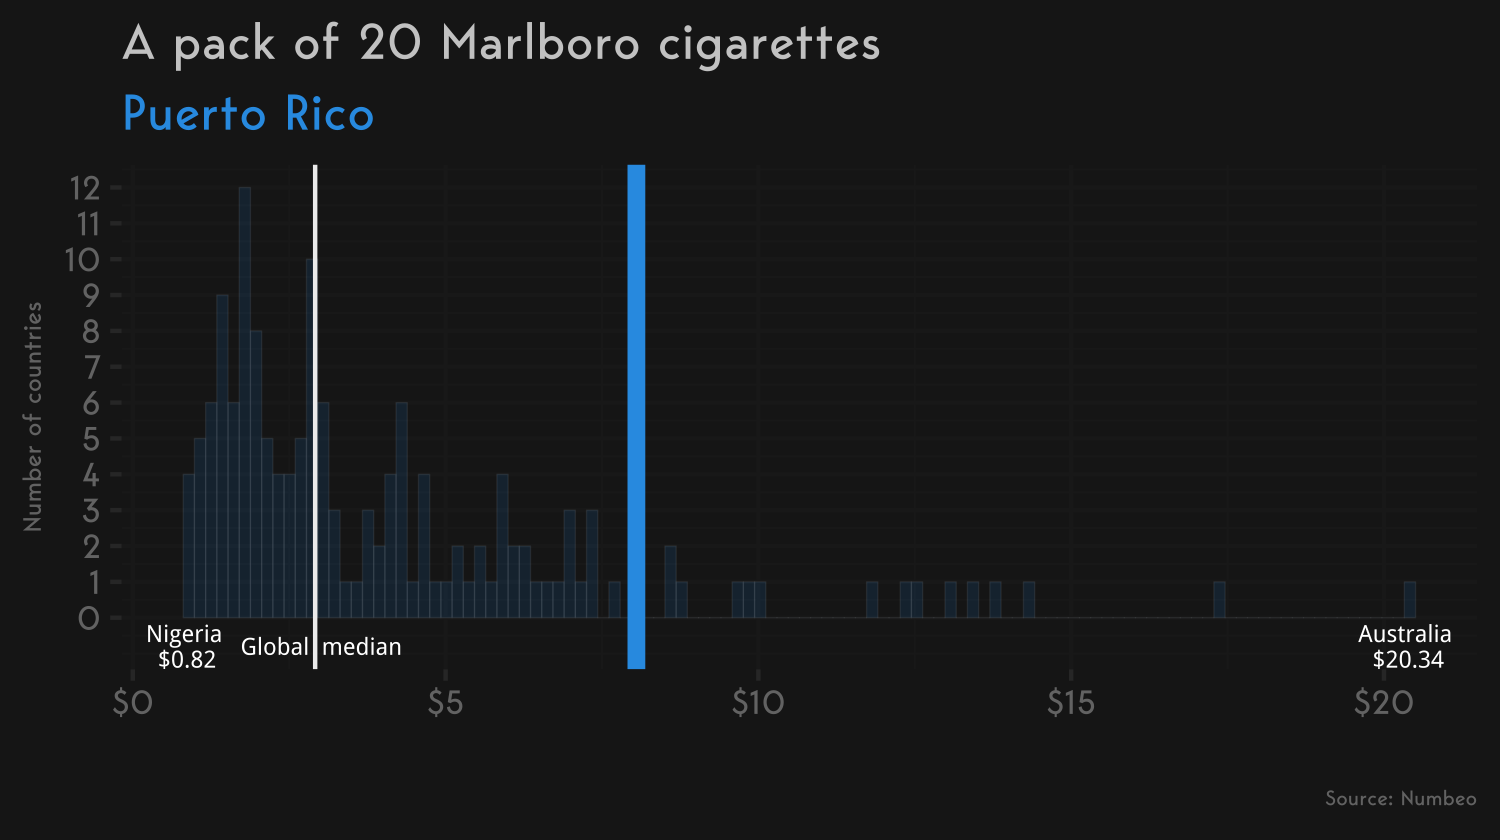 A pack of 20 Marlboro cigarettes
Puerto Rico
Number of countries
12
11
10
9
8
7
6
5
4
3
2
1
0
Nigeria
$0.82
Global median
Australia
$20.34
$0 $5 $10 $15 $20
Source: Numbeo